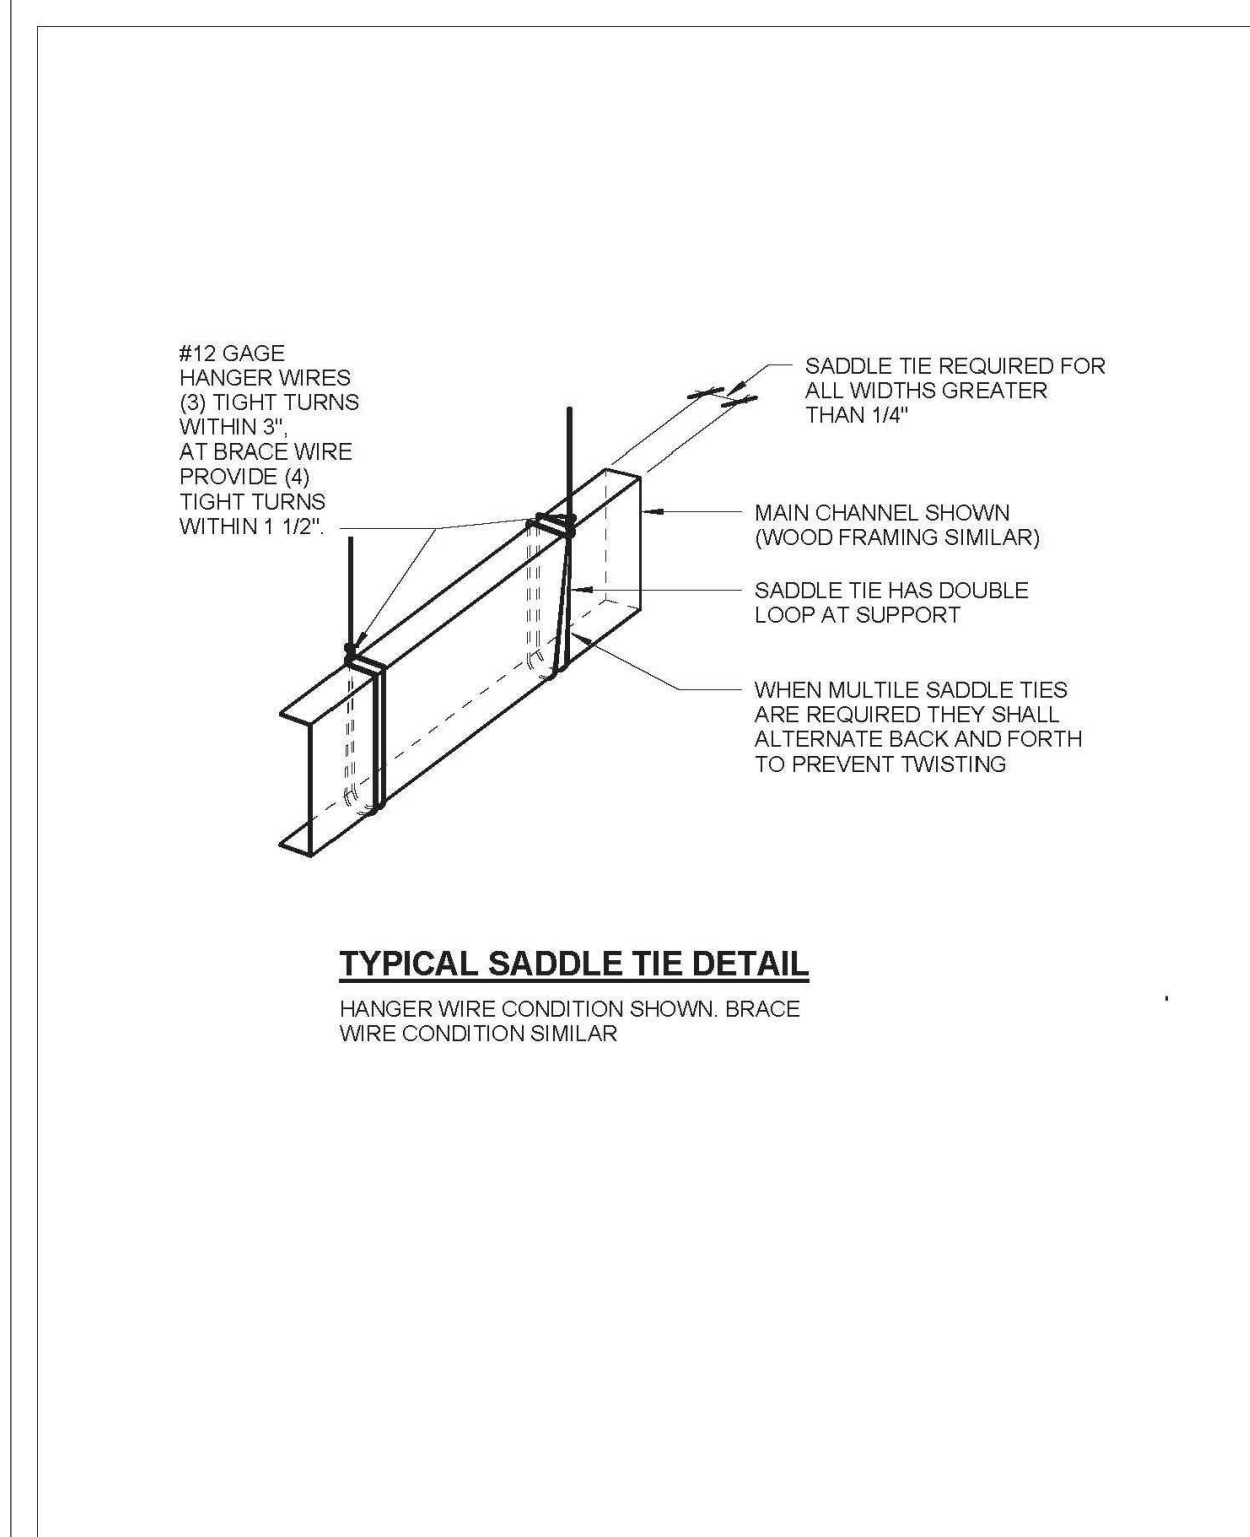 #12 GAGE
HANGER WIRES
(3) TIGHT TURNS
WITHIN 3",
AT BRACE WIRE
PROVIDE (4)
TIGHT TURNS
WITHIN 1 1/2".
SADDLE TIE REQUIRED FOR
ALL WIDTHS GREATER
THAN 1/4"
MAIN CHANNEL SHOWN
(WOOD FRAMING SIMILAR)
SADDLE TIE HAS DOUBLE
LOOP AT SUPPORT
WHEN MULTILE SADDLE TIES
ARE REQUIRED THEY SHALL
ALTERNATE BACK AND FORTH
TO PREVENT TWISTING
TYPICAL SADDLE TIE DETAIL
HANGER WIRE CONDITION SHOWN. BRACE
WIRE CONDITION SIMILAR